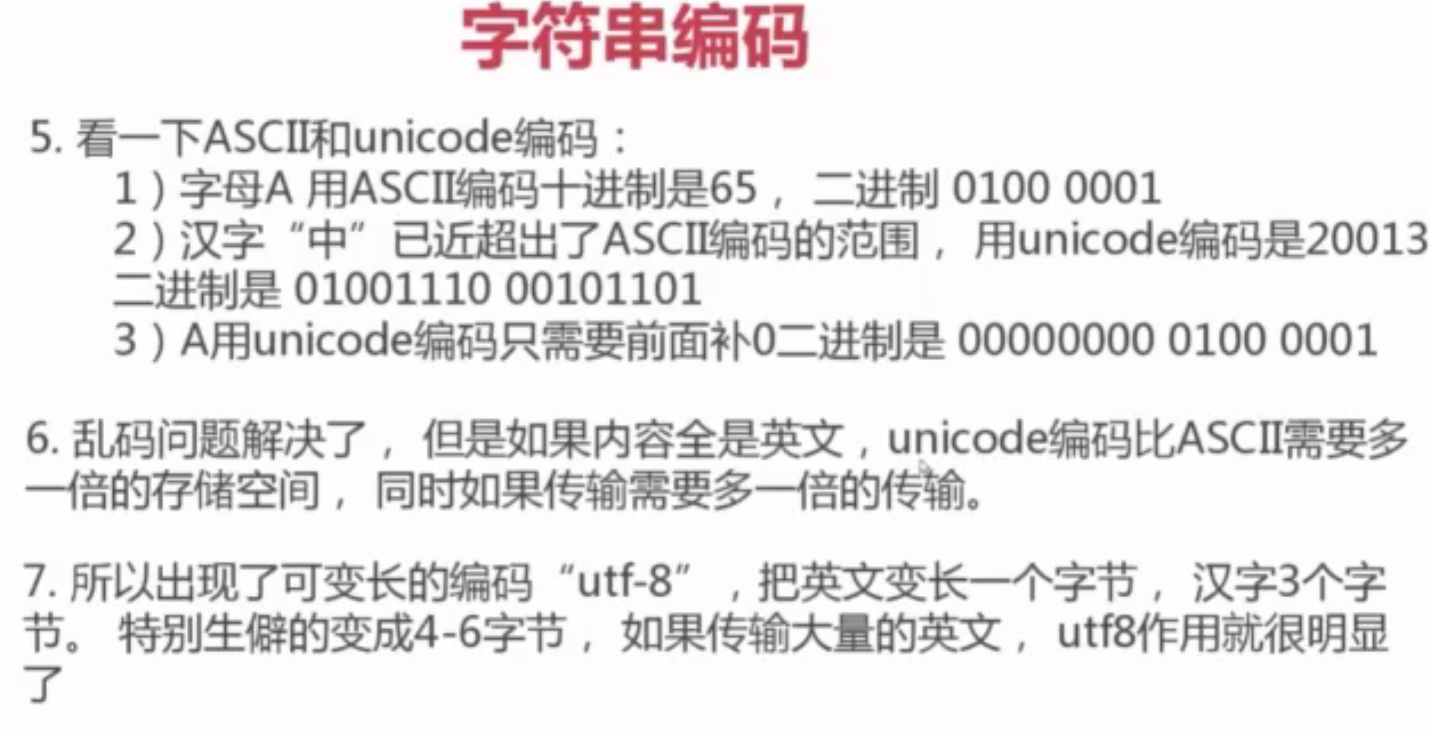 字符串编码
5. 看一下ASCII和unicode编码：
1）字母A 用ASCII编码十进制是65， 二进制 0100 0001
2）汉字“中” 已近超出了ASCII编码的范围， 用unicode编码是20013
二进制是 01001110 00101101
3）A用unicode编码只需要前面补0二进制是 00000000 0100 0001
6. 乱码问题解决了， 但是如果内容全是英文，unicode编码比ASCII需要多
一倍的存储空间， 同时如果传输需要多一倍的传输。
7. 所以出现了可变长的编码“utf-8” ，把英文变长一个字节， 汉字3个字
节。 特别生僻的变成4-6字节， 如果传输大量的英文， utf8作用就很明显
了